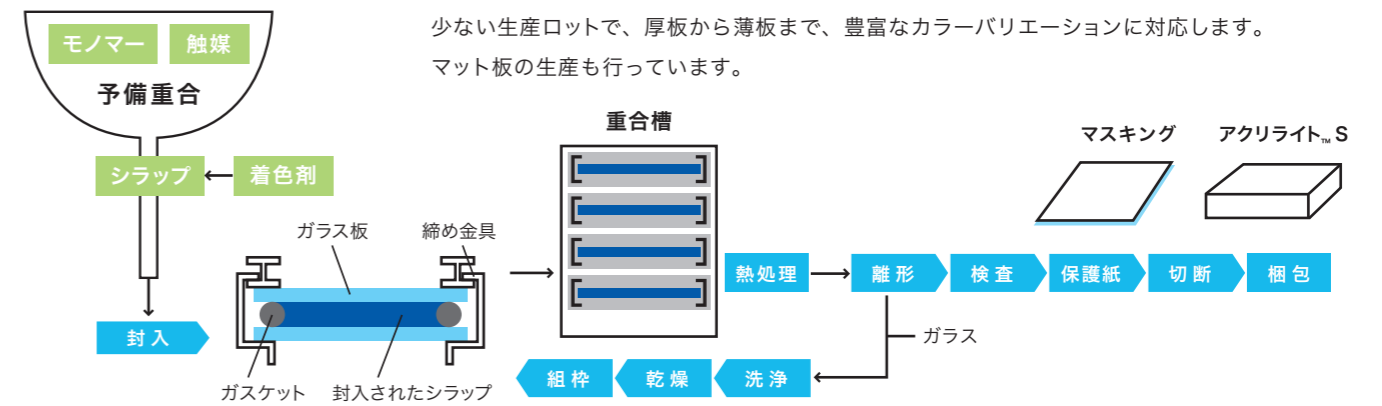 少ない生産ロットで、厚板から薄板まで、豊富なカラーバリエーションに対応します。
マット板の生産も行っています。
モノマー
触媒
予備重合
シラップ
着色剤
封入
ガラス板
締め金具
ガスケット
封入されたシラップ
重合槽
熱処理
離形
検査
保護紙
切断
梱包
マスキング
アクリライト™S
ガラス
洗浄
乾燥
組枠